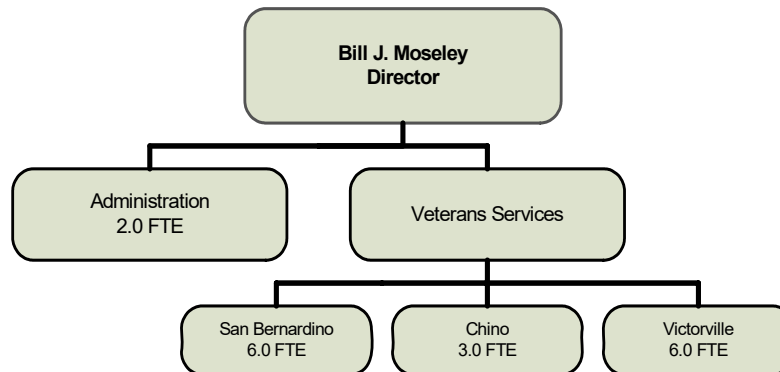 Bill J. Moseley
Director
Administration
2.0 FTE
Veterans Services
San Bernardino
6.0 FTE
Chino
3.0 FTE
Victorville
6.0 FTE